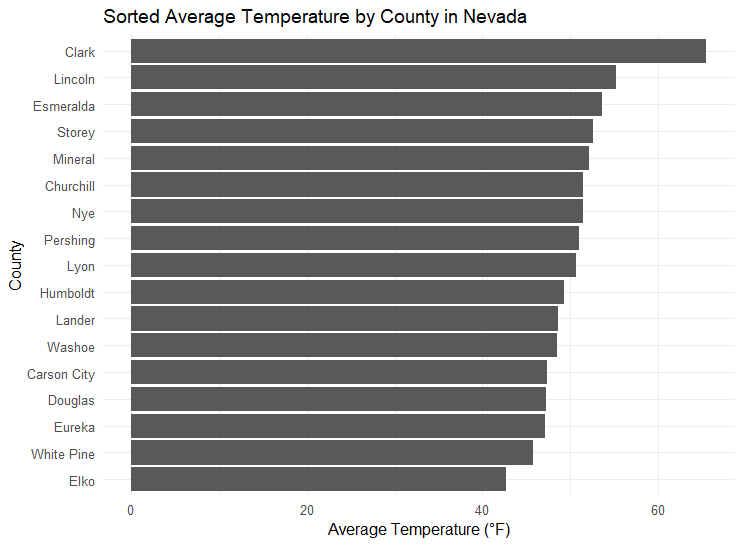 Sorted Average Temperature by County in Nevada
Clark
Lincoln
Esmeralda
Storey
Mineral
Churchill
Nye
Pershing
Lyon
Humboldt
Lander
Washoe
Carson City
Douglas
Eureka
White Pine
Elko
County
0 20 40 60
Average Temperature (°F)